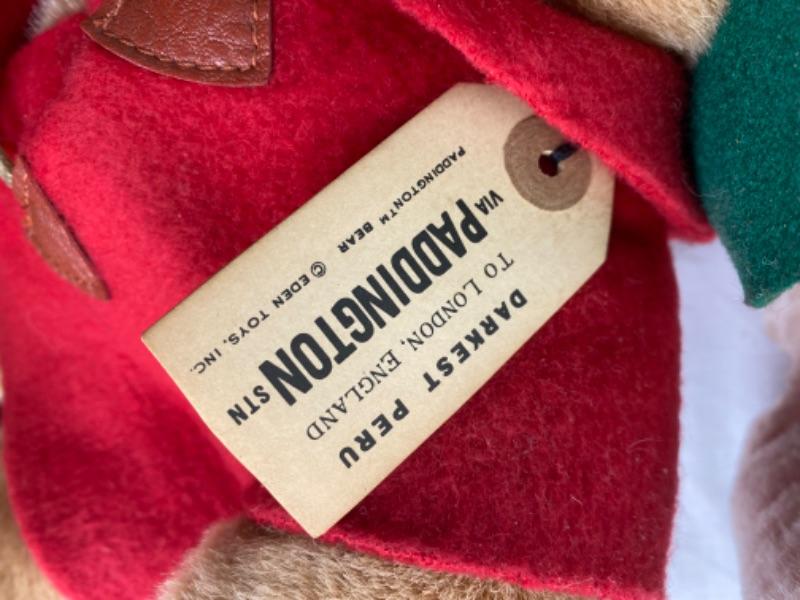 DARKEST PERU
TO LONDON, ENGLAND
VIA PADDINGTON STN
PADDINGTON™ BEAR © EDEN TOYS, INC.